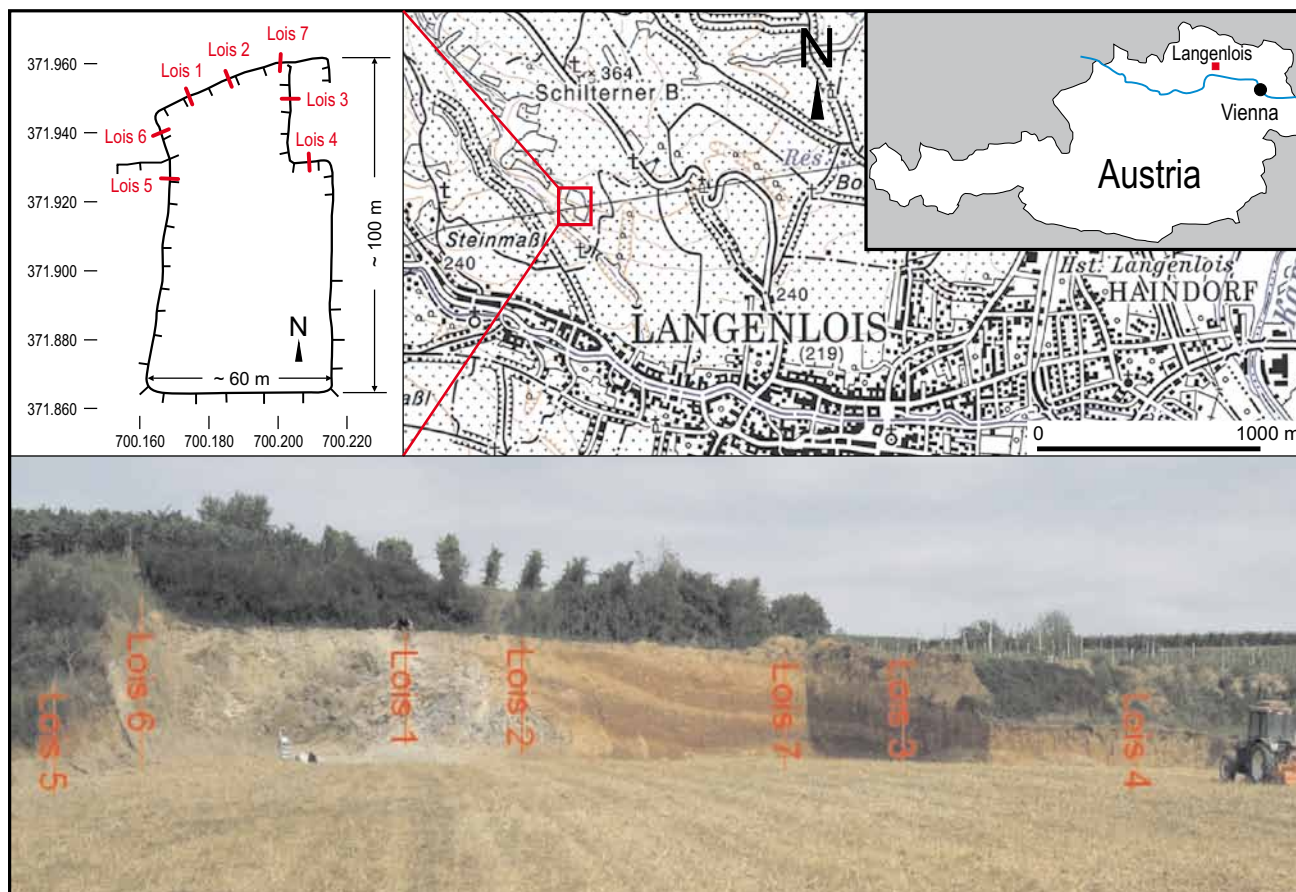 371.960
371.940
371.920
371.900
371.880
371.860
700.160
700.180
700.200
700.220
Lois 7
Lois 2
Lois 1
Lois 3
Lois 6
Lois 4
Lois 5
~ 100 m
N
~ 60 m
N
364
Schilterner B.
Res.
Bo
Steinmaßl
240
240
LANGENLOIS
(219)
Hst. Langenlois
HAINDORF
aßl
0
1000 m
Langenlois
Vienna
Austria
Lois 5
Lois 6
Lois 1
Lois 2
Lois 7
Lois 3
Lois 4